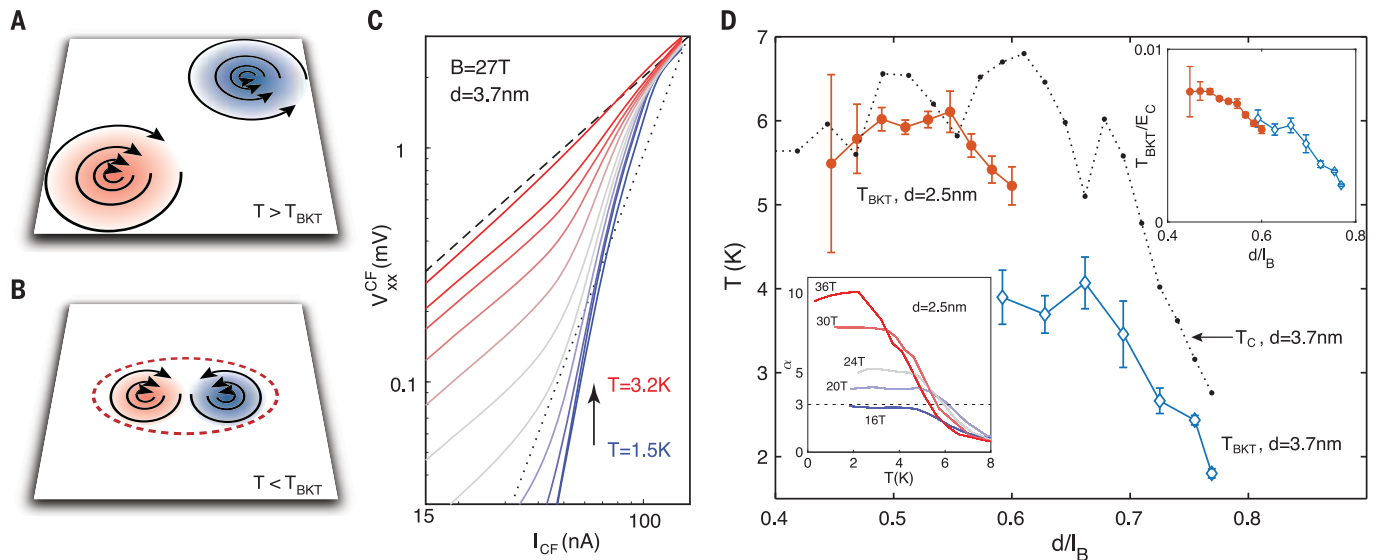 A
T > T_BKT
B
T < T_BKT
C
B=27T
d=3.7nm
T=3.2K
T=1.5K
1
0.1
V_xx^CF (mV)
15
100
I_CF (nA)
D
7
6
5
4
3
2
T (K)
0.4
0.5
0.6
0.7
0.8
d/l_B
T_BKT, d=2.5nm
T_C, d=3.7nm
T_BKT, d=3.7nm
0.01
0
T_BKT/E_C
0.4
0.6
0.8
d/l_B
36T
d=2.5nm
30T
24T
20T
16T
10
5
3
0
α
0
2
4
6
8
T(K)